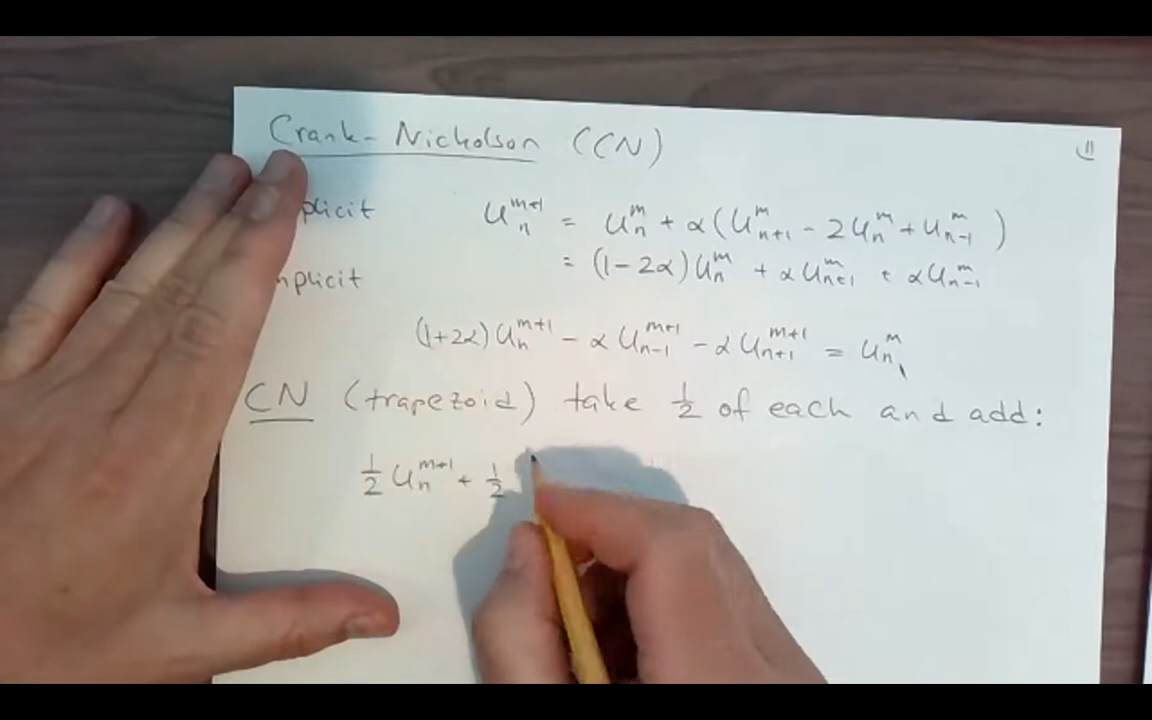 Crank-Nicholson (CN)
plicit u_n^{m+1} = u_n^m + α(u_{n+1}^m - 2u_n^m + u_{n-1}^m)
= (1-2α)u_n^m + αu_{n+1}^m + αu_{n-1}^m
nplicit
(1+2α)u_n^{m+1} - αu_{n-1}^{m+1} - αu_{n+1}^{m+1} = u_n^m
CN (trapezoid) take 1/2 of each and add:
1/2 u_n^{m+1} + 1/2